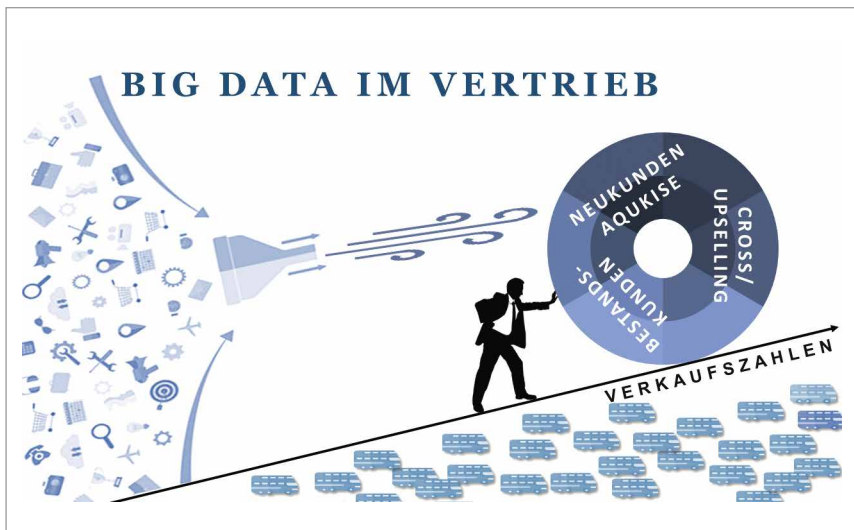 BIG DATA IM VERTRIEB
NEUKUNDEN
AQUKISE
CROSS/
UPSELLING
BESTANDS-
KUNDEN
VERKAUFSZAHLEN